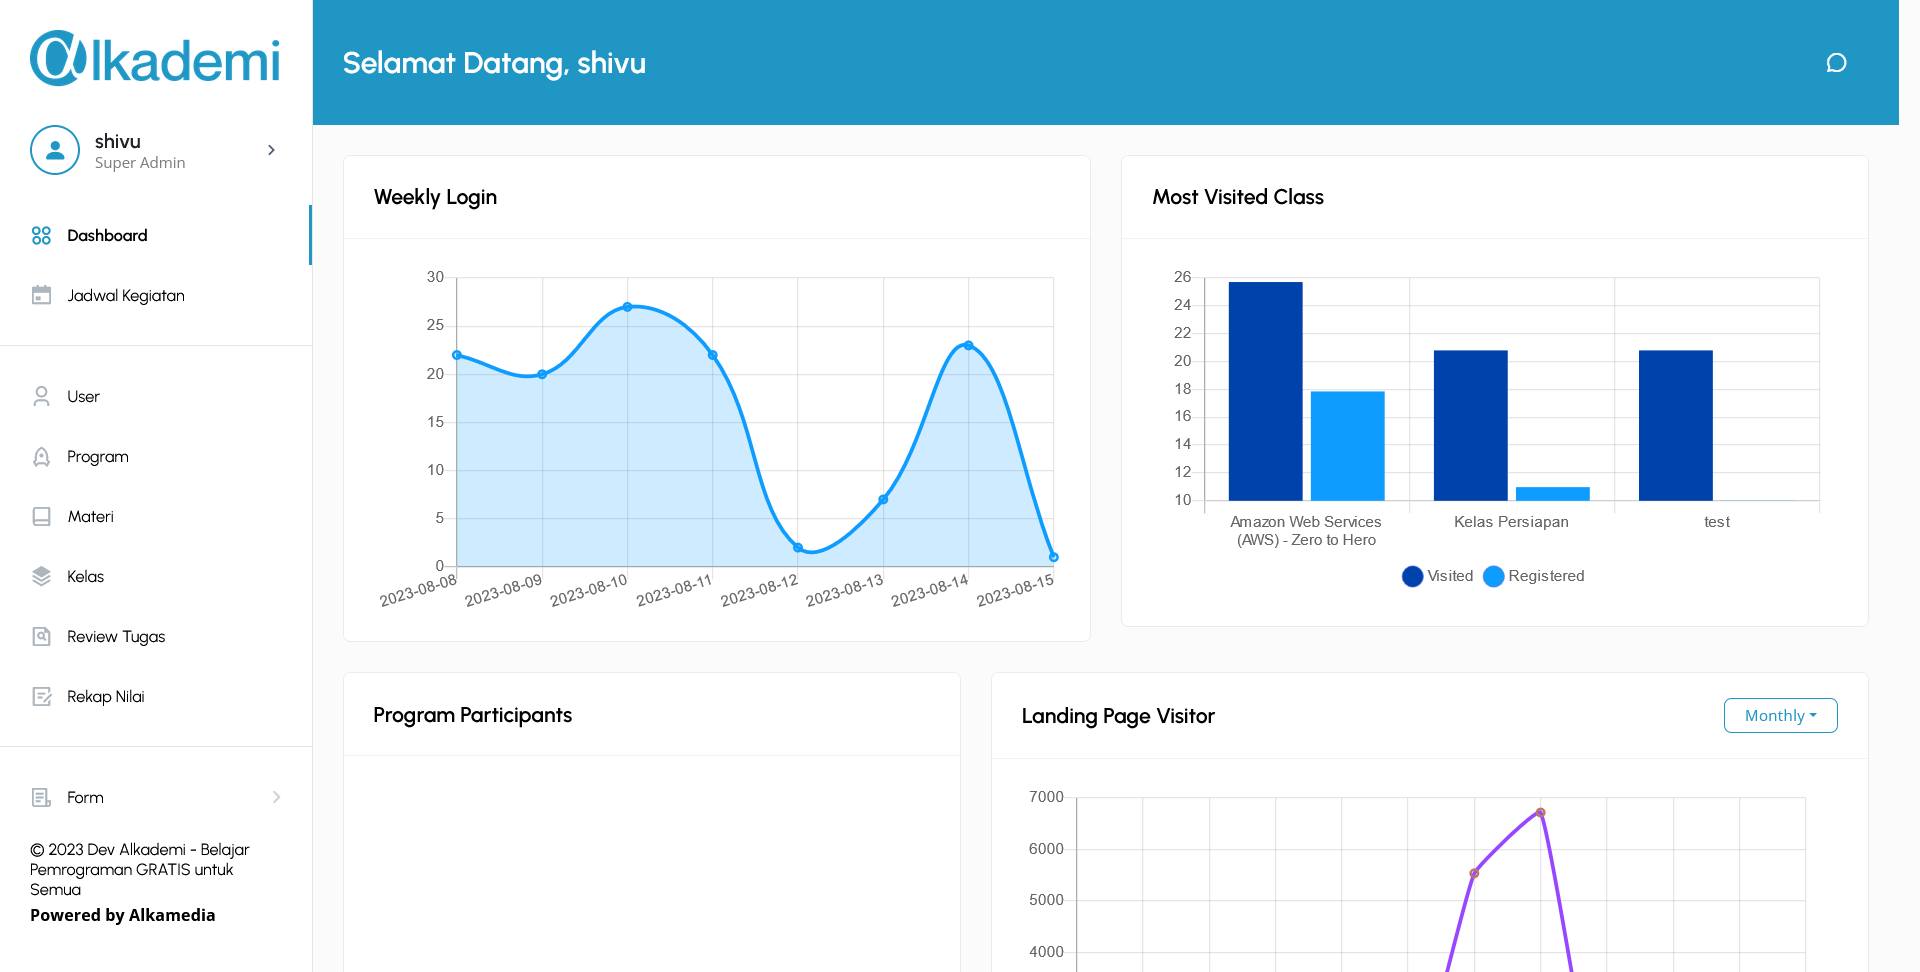 alkademi
shivu
Super Admin
Dashboard
Jadwal Kegiatan
User
Program
Materi
Kelas
Review Tugas
Rekap Nilai
Form
© 2023 Dev Alkademi - Belajar
Pemrograman GRATIS untuk
Semua
Powered by Alkamedia
Selamat Datang, shivu
Weekly Login
30
25
20
15
10
5
0
2023-08-08
2023-08-09
2023-08-10
2023-08-11
2023-08-12
2023-08-13
2023-08-14
2023-08-15
Most Visited Class
26
24
22
20
18
16
14
12
10
Amazon Web Services
(AWS) - Zero to Hero
Kelas Persiapan
test
Visited
Registered
Program Participants
Landing Page Visitor
Monthly
7000
6000
5000
4000